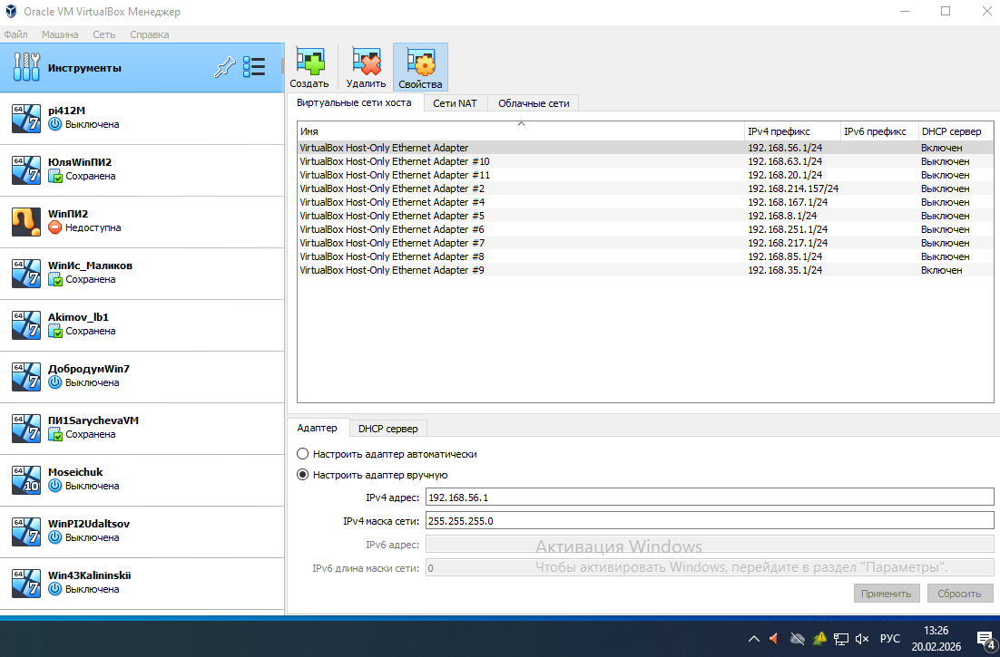 Oracle VM VirtualBox Менеджер
Файл Машина Сеть Справка
Инструменты
64 7 pi412M
Выключена
64 7 ЮляWinПИ2
Сохранена
WinПИ2
Недоступна
64 7 WinИс_Маликов
Сохранена
64 7 Akimov_lb1
Сохранена
64 7 ДобродумWin7
Выключена
64 7 ПИ1SarychevaVM
Сохранена
64 10 Moseichuk
Выключена
64 7 WinPI2Udaltsov
Выключена
64 7 Win43Kalininskii
Выключена
Создать Удалить Свойства
Виртуальные сети хоста Сети NAT Облачные сети
Имя IPv4 префикс IPv6 префикс DHCP сервер
VirtualBox Host-Only Ethernet Adapter 192.168.56.1/24 Включен
VirtualBox Host-Only Ethernet Adapter #10 192.168.63.1/24 Выключен
VirtualBox Host-Only Ethernet Adapter #11 192.168.20.1/24 Выключен
VirtualBox Host-Only Ethernet Adapter #2 192.168.214.157/24 Выключен
VirtualBox Host-Only Ethernet Adapter #4 192.168.167.1/24 Выключен
VirtualBox Host-Only Ethernet Adapter #5 192.168.8.1/24 Выключен
VirtualBox Host-Only Ethernet Adapter #6 192.168.251.1/24 Выключен
VirtualBox Host-Only Ethernet Adapter #7 192.168.217.1/24 Выключен
VirtualBox Host-Only Ethernet Adapter #8 192.168.85.1/24 Выключен
VirtualBox Host-Only Ethernet Adapter #9 192.168.35.1/24 Включен
Адаптер DHCP сервер
Настроить адаптер автоматически
Настроить адаптер вручную
IPv4 адрес: 192.168.56.1
IPv4 маска сети: 255.255.255.0
IPv6 адрес:
IPv6 длина маски сети: 0
Активация Windows
Чтобы активировать Windows, перейдите в раздел "Параметры".
Применить Сбросить
РУС
13:26
20.02.2026
4